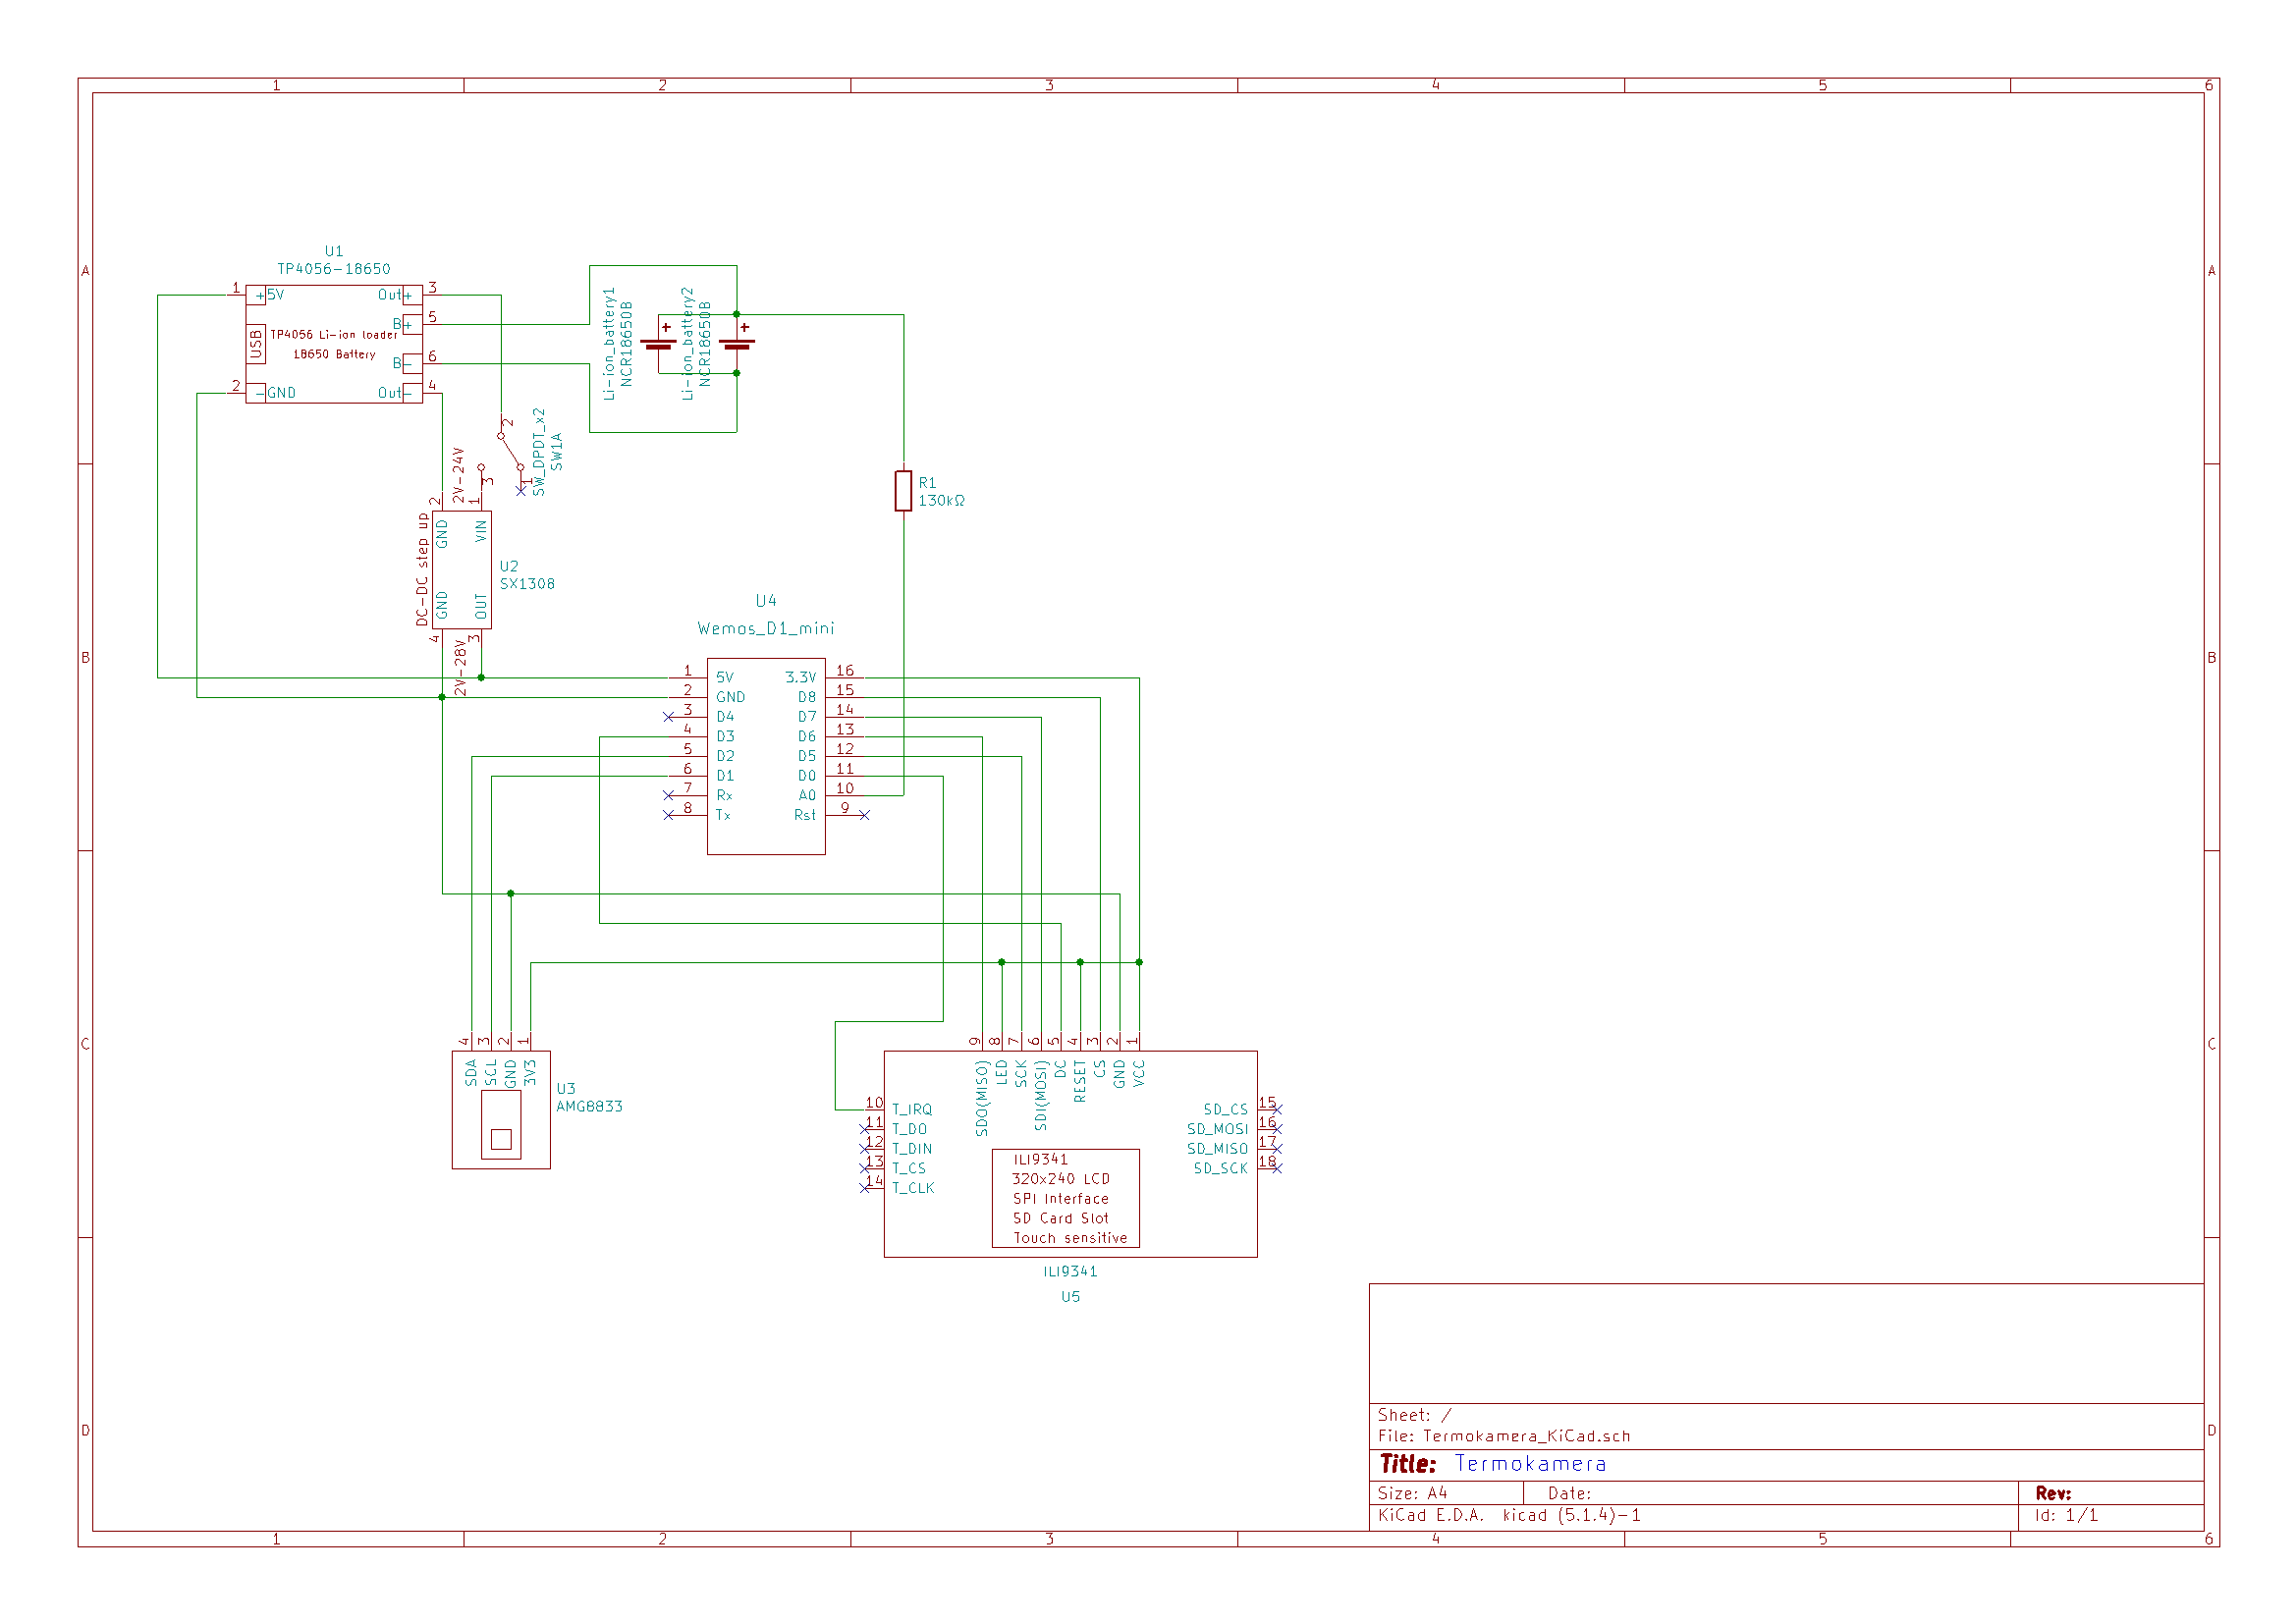 1 2 3 4 5 6
A A
U1
TP4056-18650
1 +5V Out+ 3
B+ 5
USB
TP4056 Li-ion loader
18650 Battery
B- 6
2 -GND Out- 4
Li-ion_battery1
NCR18650B
+
Li-ion_battery2
NCR18650B
+
2
3
1
SW_DPDT_x2
SW1A
2V-24V
R1
130kΩ
2 1
GND VIN
DC-DC step up
U2
SX1308
GND OUT
4 3
2V-28V
B B
U4
Wemos_D1_mini
1 5V 3.3V 16
2 GND D8 15
3 D4 D7 14
4 D3 D6 13
5 D2 D5 12
6 D1 D0 11
7 Rx A0 10
8 Tx Rst 9
C C
4 3 2 1
SDA SCL GND 3V3
U3
AMG8833
9 8 7 6 5 4 3 2 1
SDO(MISO) LED SCK SDI(MOSI) DC RESET CS GND VCC
10 T_IRQ
11 T_DO
12 T_DIN
13 T_CS
14 T_CLK
SD_CS 15
SD_MOSI 16
SD_MISO 17
SD_SCK 18
ILI9341
320x240 LCD
SPI Interface
SD Card Slot
Touch sensitive
ILI9341
U5
D D
Sheet: /
File: Termokamera_KiCad.sch
Title: Termokamera
Size: A4 Date: Rev:
KiCad E.D.A. kicad (5.1.4)-1 Id: 1/1
1 2 3 4 5 6